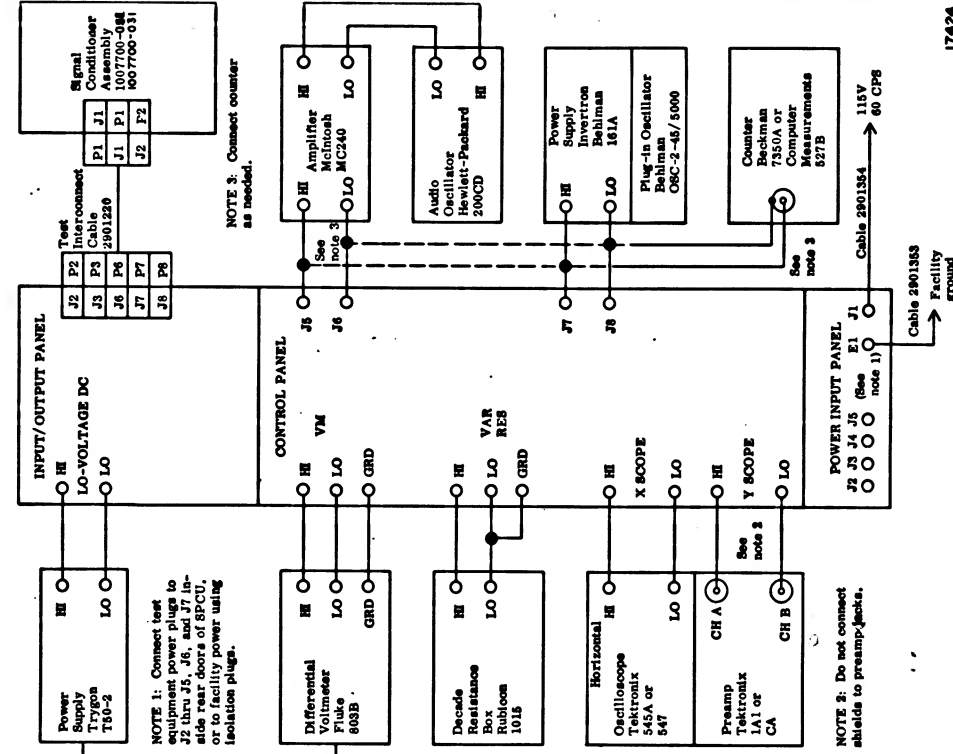 Power
Supply
Trygon
T50-2
HI
LO
NOTE 1: Connect test
equipment power plugs to
J2 thru J5, J6, and J7 in-
side rear doors of SPCU,
or to facility power using
isolation plugs.
Differential
Voltmeter
Fluke
803B
HI
LO
GRD
Decade
Resistance
Box
Rubicon
1015
HI
LO
Horizontal
HI
Oscilloscope
Tektronix
545A or
547
LO
Preamp
Tektronix
1A1 or
CA
CH A
CH B
NOTE 2: Do not connect
shields to preamp jacks.
See
note 2
INPUT/OUTPUT PANEL
HI
LO-VOLTAGE DC
LO
J2 P2
J3 P3
J6 P6
J7 P7
J8 P8
Test
Interconnect
Cable
2901220
CONTROL PANEL
HI
VM
LO
GRD
HI
VAR
RES
LO
GRD
HI
X SCOPE
LO
HI
Y SCOPE
LO
J5
J6
J7
J8
POWER INPUT PANEL
J2 J3 J4 J5
(See
note 1)
E1
J1
P1 J1
J1 P1
J2 P2
Signal
Conditioner
Assembly
1007700-031
NOTE 3: Connect counter
as needed.
HI
LO
See
note 3
Amplifier
McIntosh
MC240
HI
LO
Audio
Oscillator
Hewlett-Packard
200CD
LO
HI
HI
LO
Power
Supply
Invertron
Behlman
161A
Plug-in Oscillator
Behlman
OSC-2-45/5000
Counter
Beckman
7350A or
Computer
Measurements
527B
See
note 2
Cable 2901354
115V
60 CPS
Cable 2901353
Facility
ground
17424